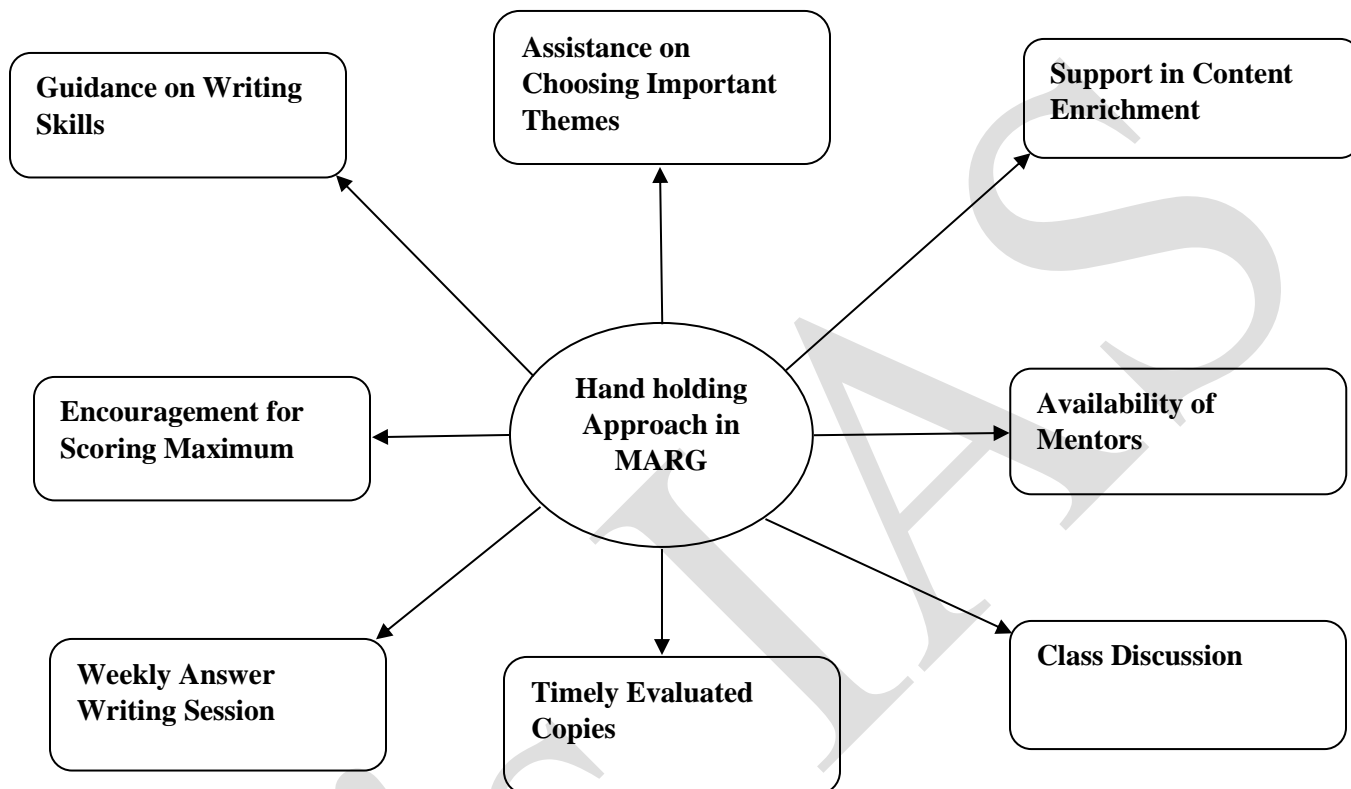 Guidance on Writing
Skills
Assistance on
Choosing Important
Themes
Support in Content
Enrichment
Encouragement for
Scoring Maximum
Hand holding
Approach in
MARG
Availability of
Mentors
Weekly Answer
Writing Session
Timely Evaluated
Copies
Class Discussion
IAS